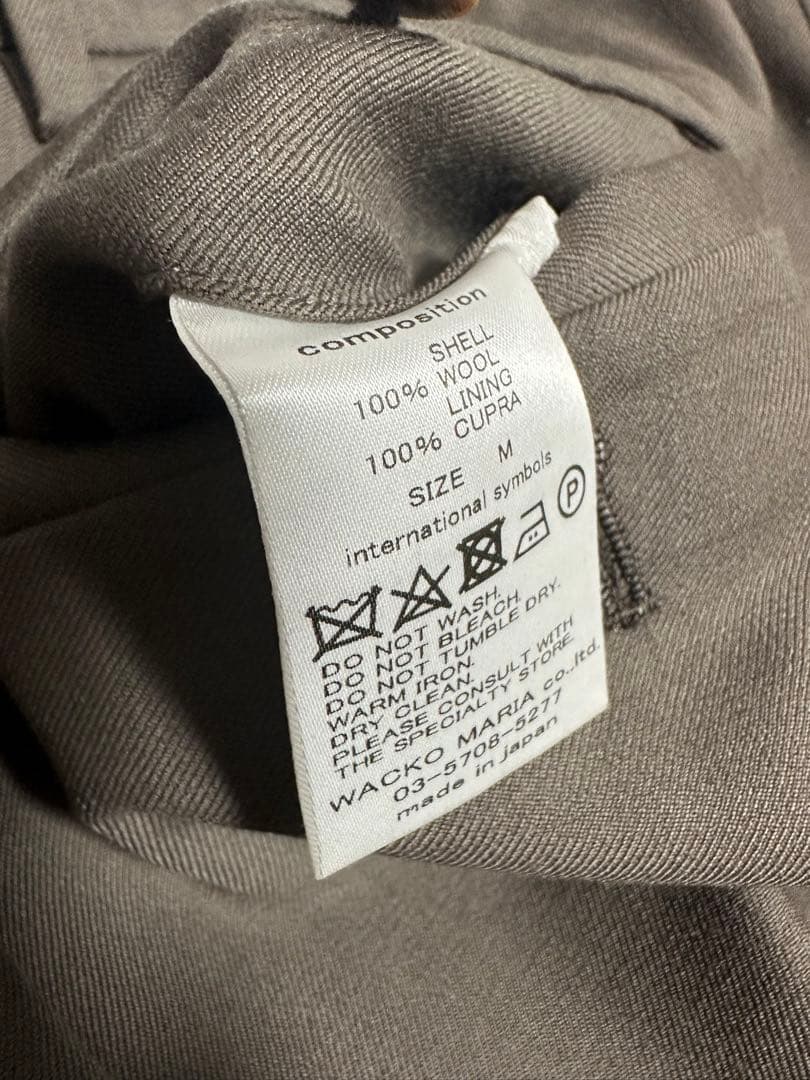 composition
SHELL
100% WOOL
LINING
100% CUPRA
SIZE M
international symbols
P
DO NOT WASH.
DO NOT BLEACH.
DO NOT TUMBLE DRY.
WARM IRON.
DRY CLEAN.
PLEASE CONSULT WITH
THE SPECIALTY STORE.
WACKO MARIA co.,ltd.
03-5708-5277
made in japan